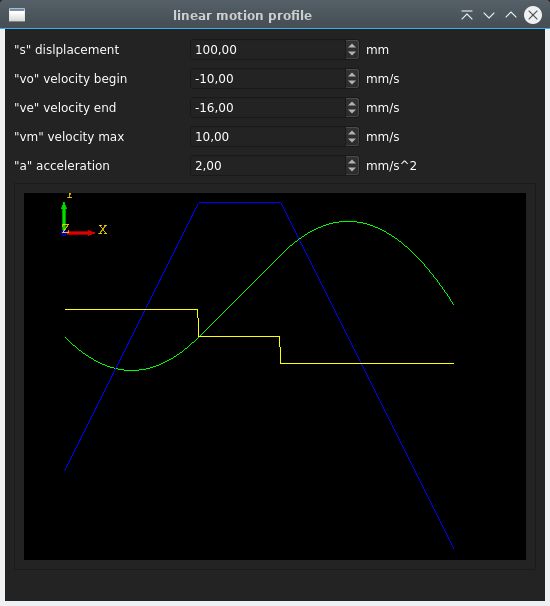 linear motion profile
"s" dislplacement 100,00 mm
"vo" velocity begin -10,00 mm/s
"ve" velocity end -16,00 mm/s
"vm" velocity max 10,00 mm/s
"a" acceleration 2,00 mm/s^2
Y
Z X